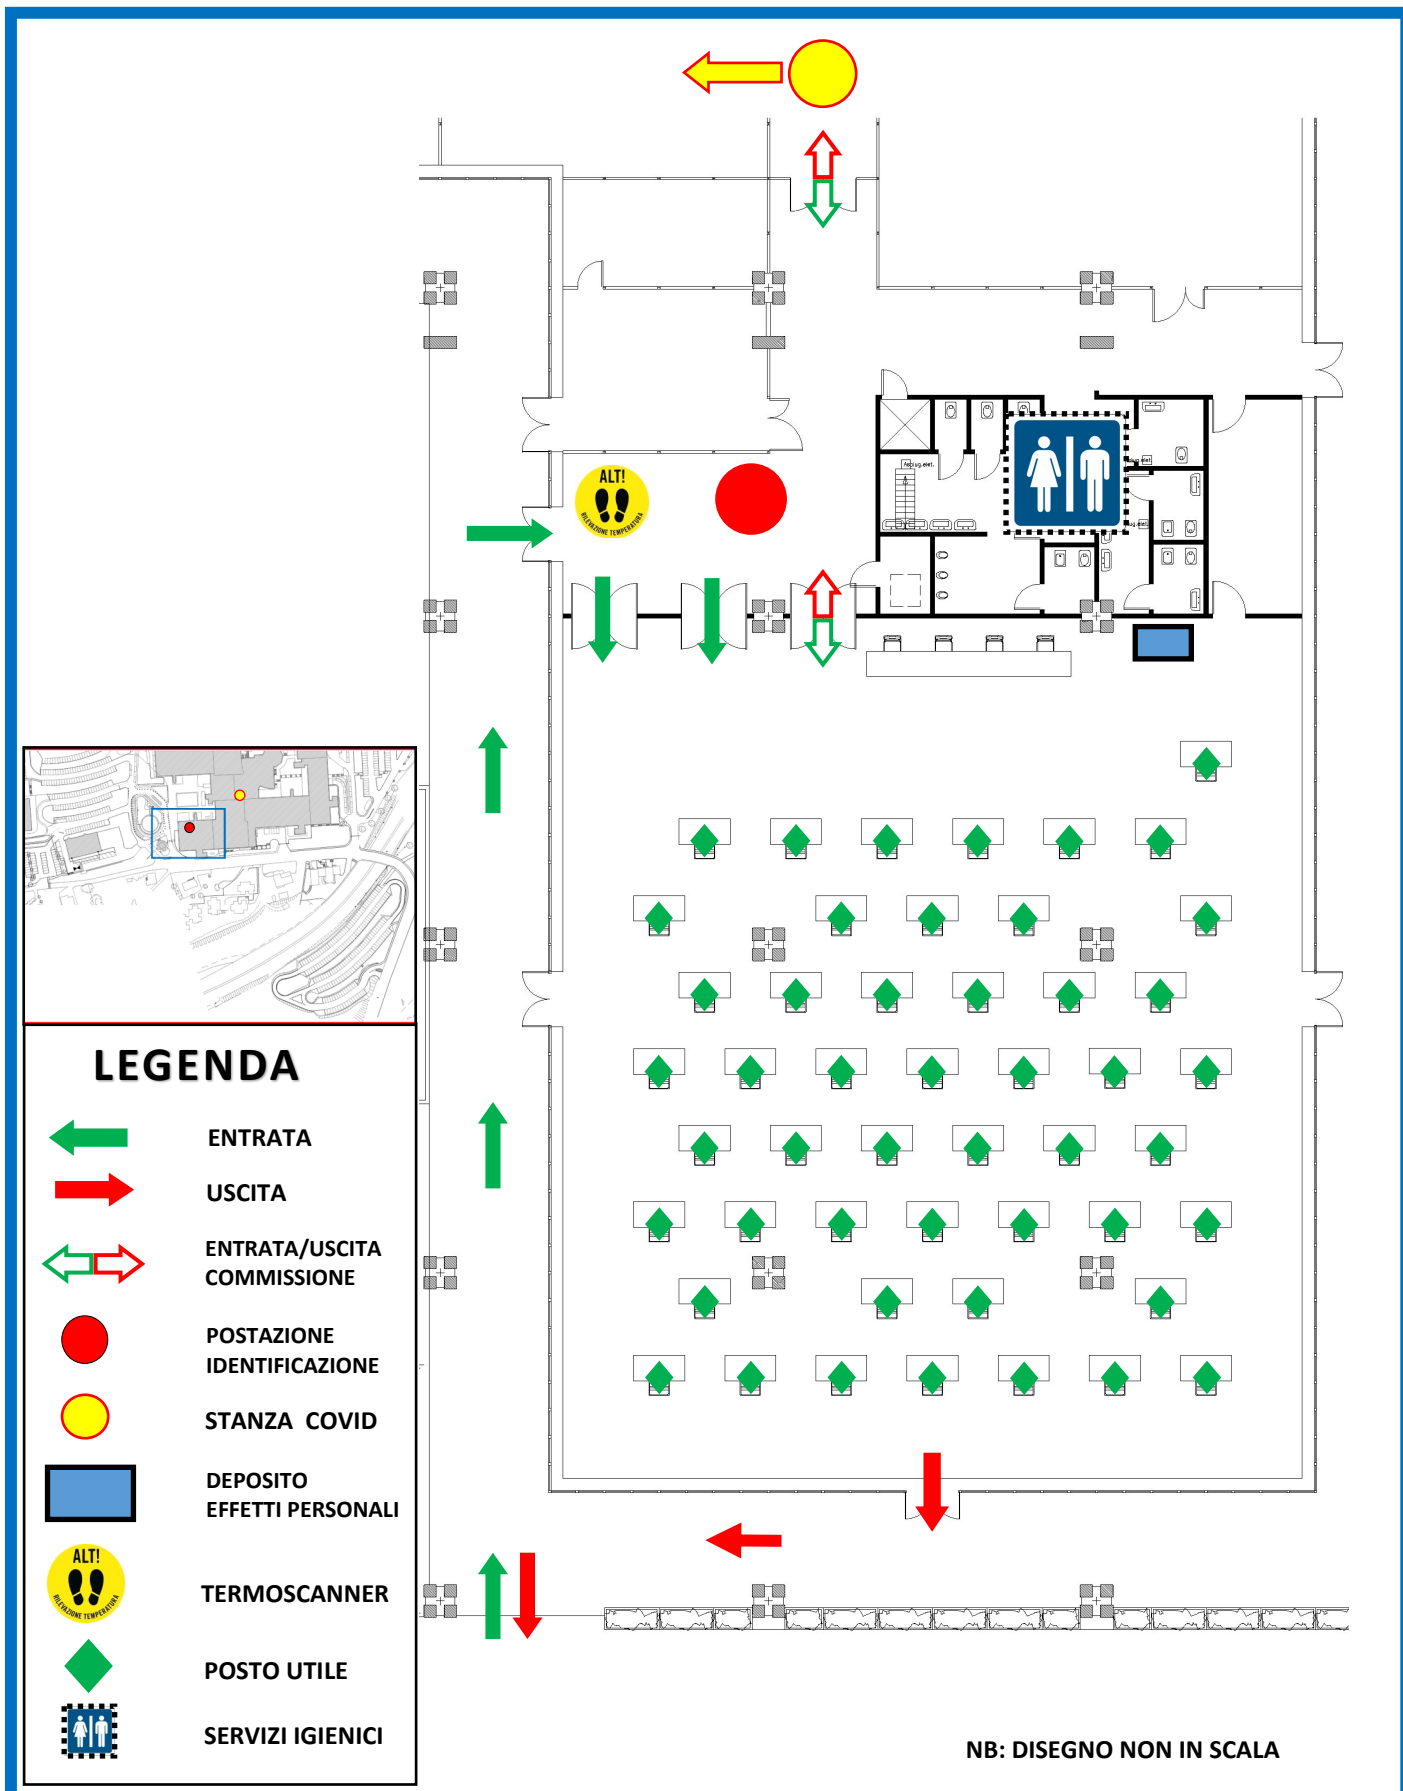 ALT!
RILEVAZIONE TEMPERATURA
LEGENDA
ENTRATA
USCITA
ENTRATA/USCITA
COMMISSIONE
POSTAZIONE
IDENTIFICAZIONE
STANZA COVID
DEPOSITO
EFFETTI PERSONALI
ALT!
RILEVAZIONE TEMPERATURA
TERMOSCANNER
POSTO UTILE
SERVIZI IGIENICI
NB: DISEGNO NON IN SCALA